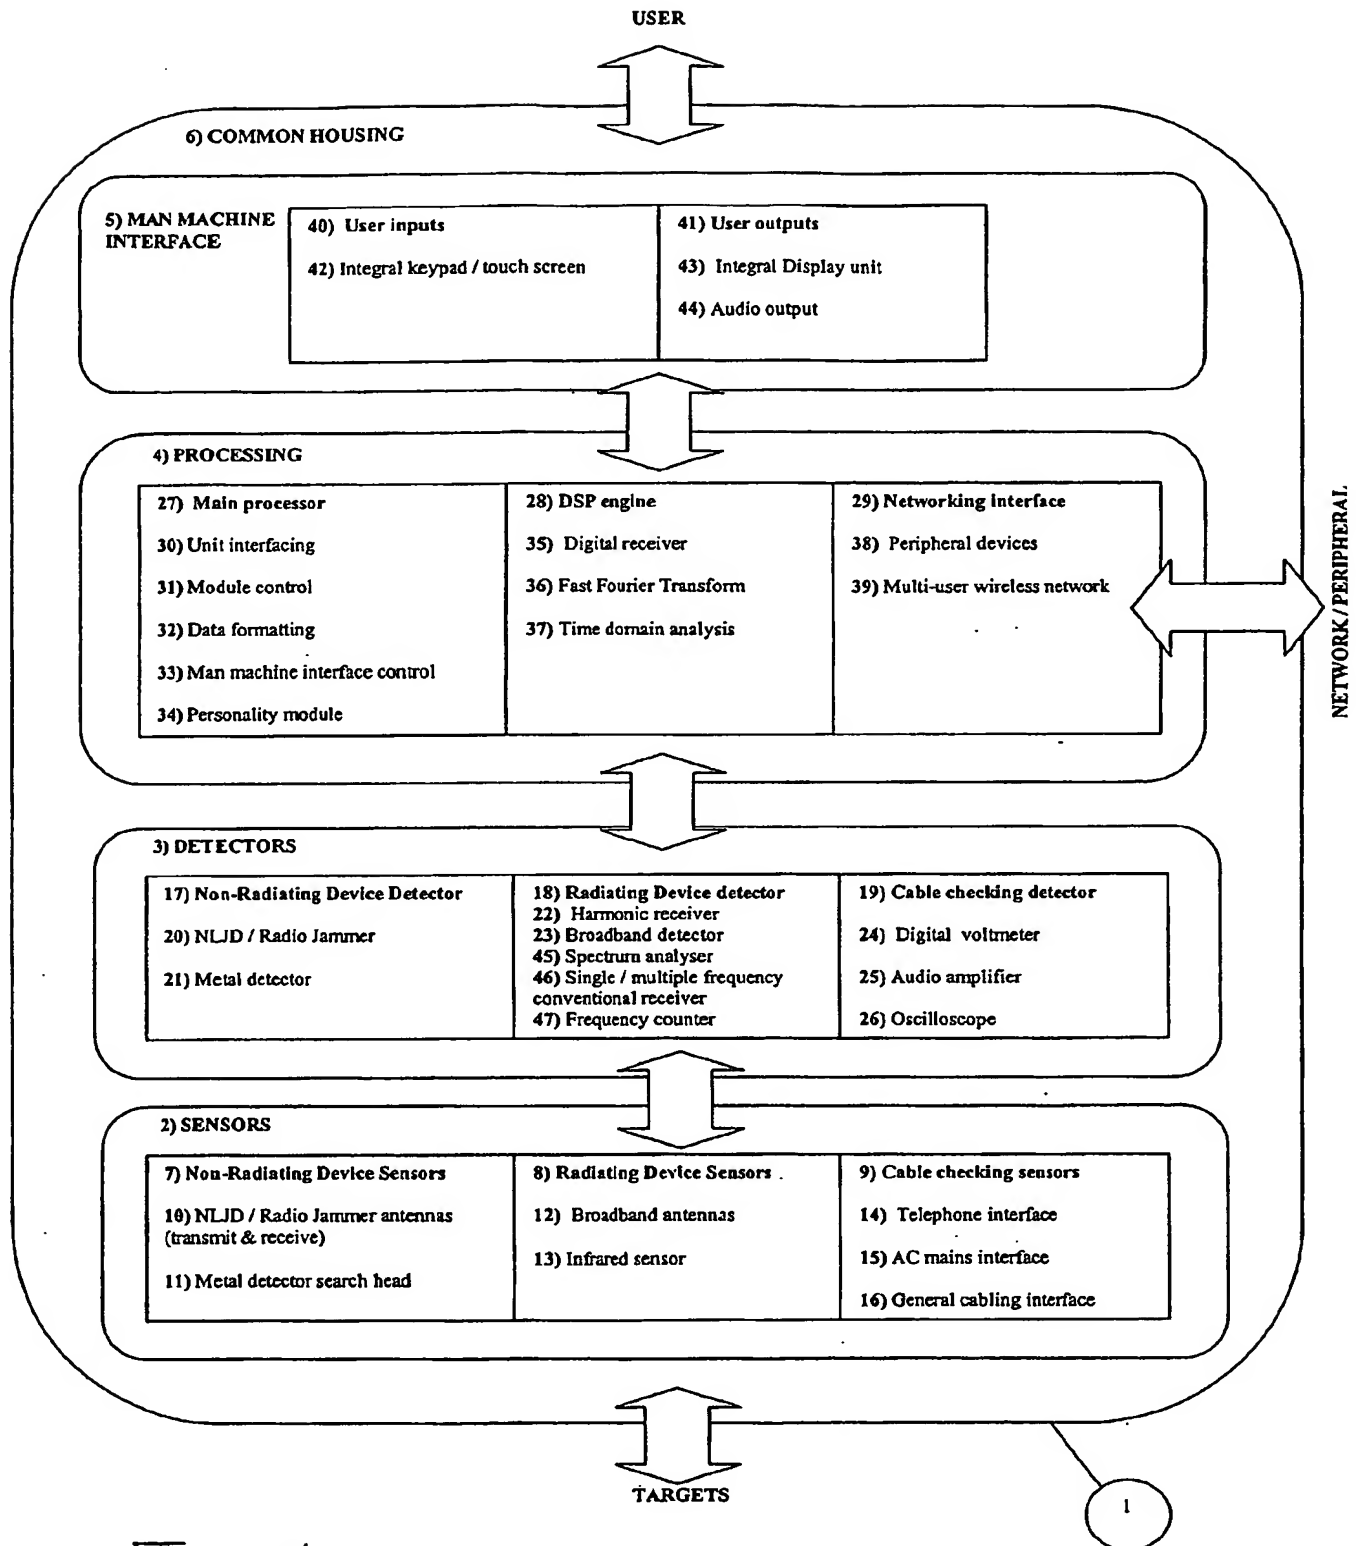 USER
6) COMMON HOUSING
5) MAN MACHINE
INTERFACE
40) User inputs
42) Integral keypad / touch screen
41) User outputs
43) Integral Display unit
44) Audio output
4) PROCESSING
27) Main processor
30) Unit interfacing
31) Module control
32) Data formatting
33) Man machine interface control
34) Personality module
28) DSP engine
35) Digital receiver
36) Fast Fourier Transform
37) Time domain analysis
29) Networking interface
38) Peripheral devices
39) Multi-user wireless network
NETWORK / PERIPHERAL
3) DETECTORS
17) Non-Radiating Device Detector
20) NLJD / Radio Jammer
21) Metal detector
18) Radiating Device detector
22) Harmonic receiver
23) Broadband detector
45) Spectrum analyser
46) Single / multiple frequency
conventional receiver
47) Frequency counter
19) Cable checking detector
24) Digital voltmeter
25) Audio amplifier
26) Oscilloscope
2) SENSORS
7) Non-Radiating Device Sensors
10) NLJD / Radio Jammer antennas
(transmit & receive)
11) Metal detector search head
8) Radiating Device Sensors
12) Broadband antennas
13) Infrared sensor
9) Cable checking sensors
14) Telephone interface
15) AC mains interface
16) General cabling interface
TARGETS
1